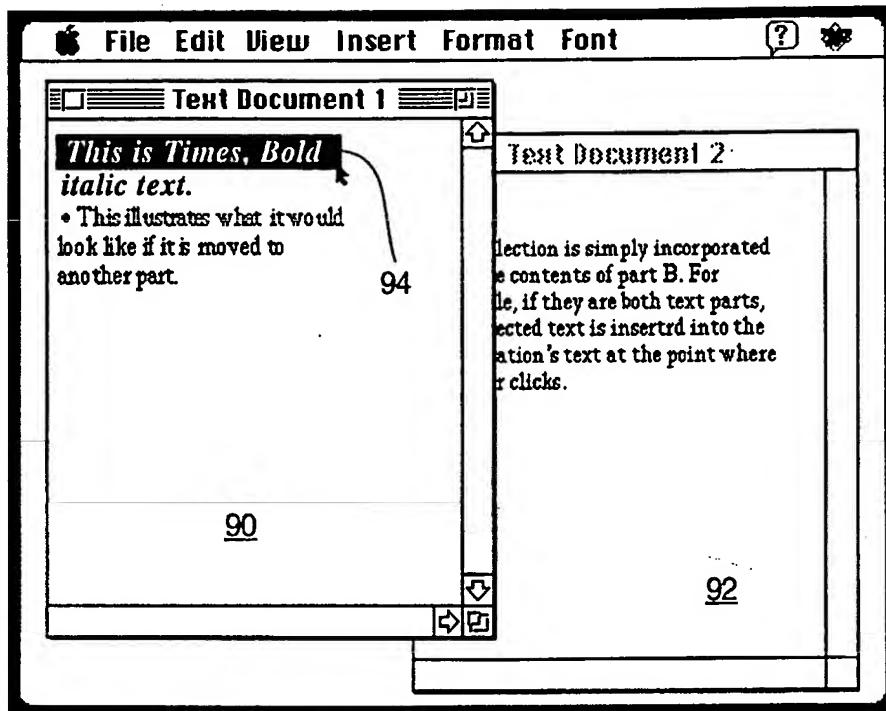 File Edit View Insert Format Font ?
Text Document 1
This is Times, Bold
italic text.
• This illustrates what it would
look like if it is moved to
another part.
94
90
Text Document 2
lection is simply incorporated
e contents of part B. For
le, if they are both text parts,
ected text is insertrd into the
ation's text at the point where
r clicks.
92